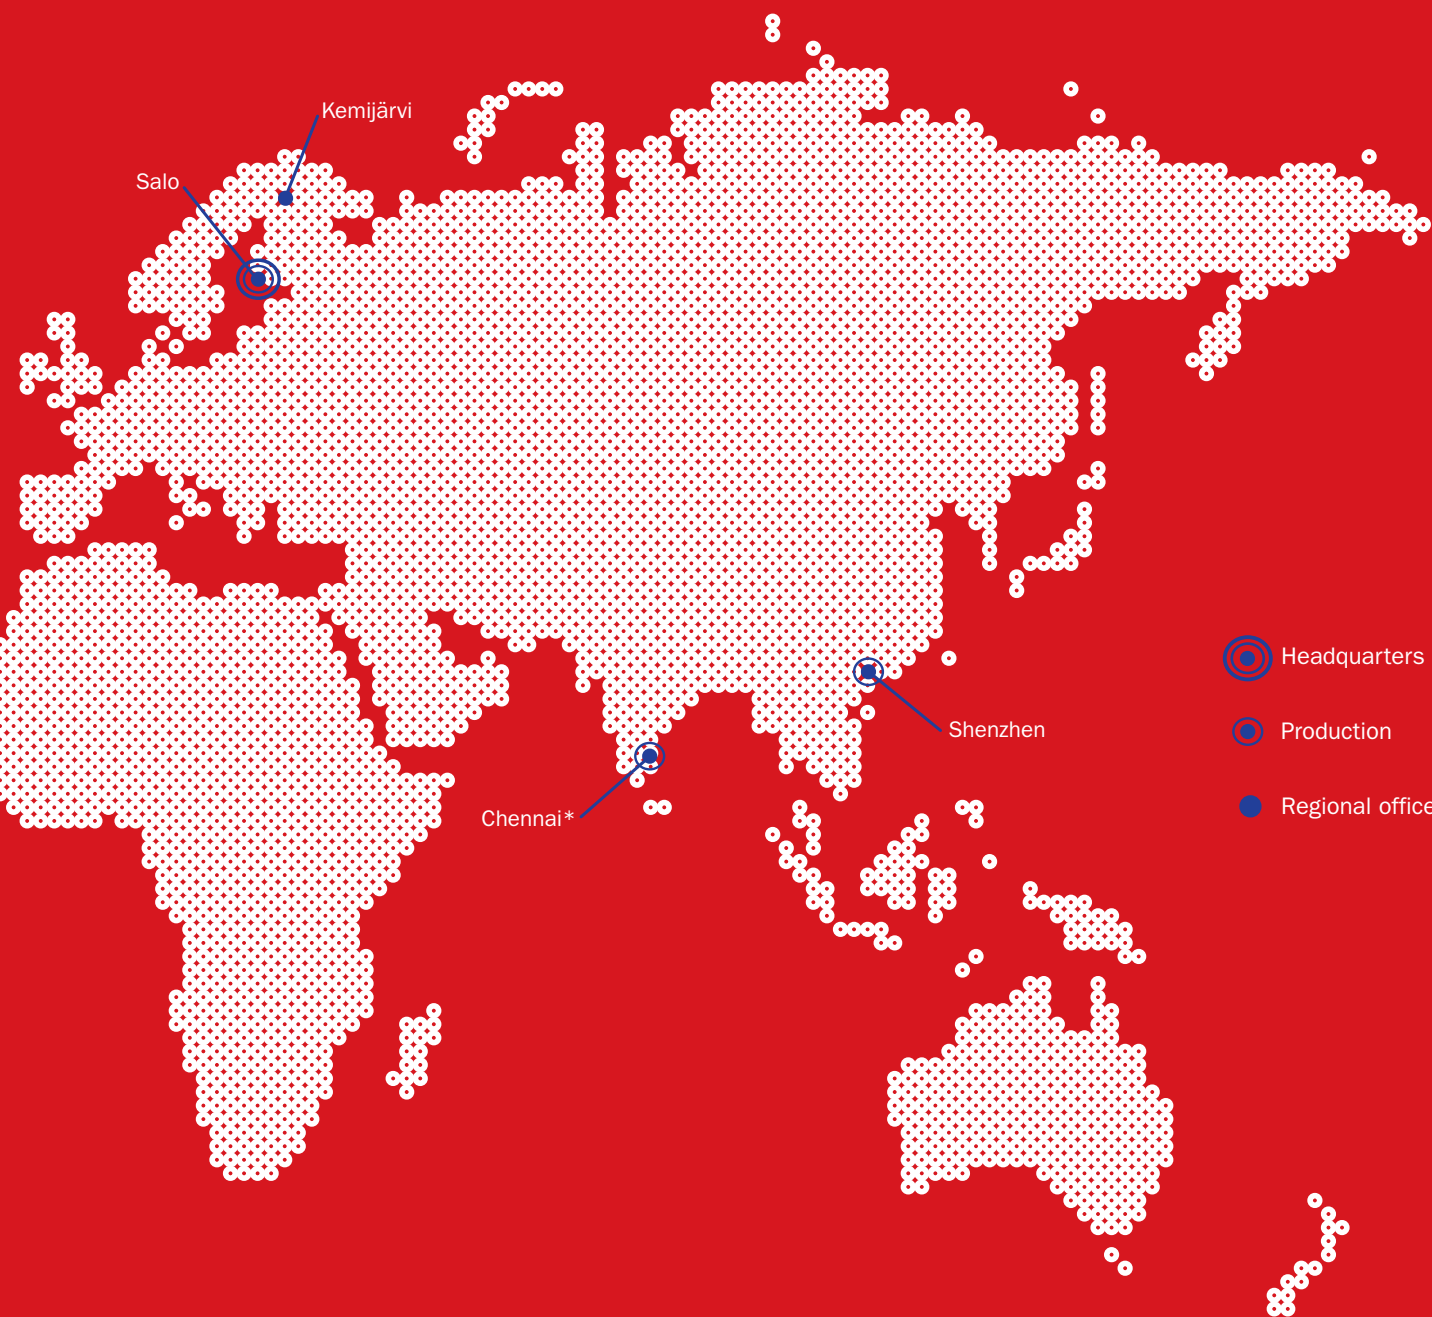 Kemijärvi
Salo
Headquarters
Shenzhen
Production
Regional office
Chennai*